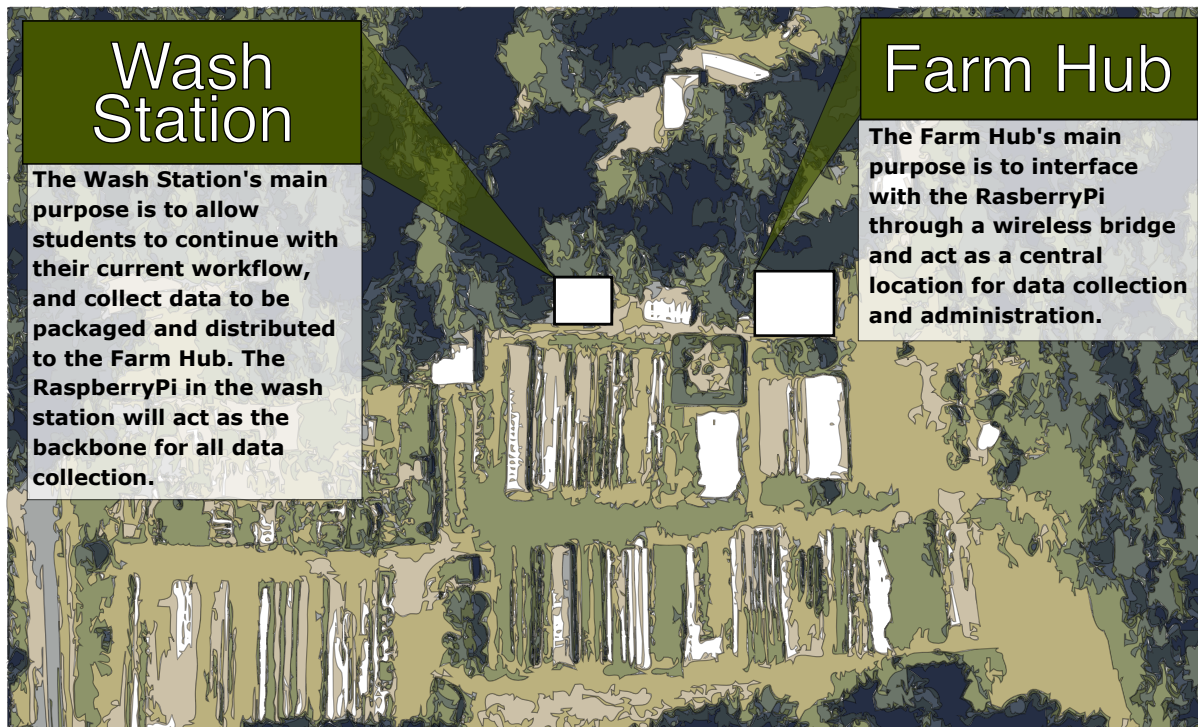 Wash
Station
The Wash Station's main
purpose is to allow
students to continue with
their current workflow,
and collect data to be
packaged and distributed
to the Farm Hub. The
RaspberryPi in the wash
station will act as the
backbone for all data
collection.
Farm Hub
The Farm Hub's main
purpose is to interface
with the RasberryPi
through a wireless bridge
and act as a central
location for data collection
and administration.